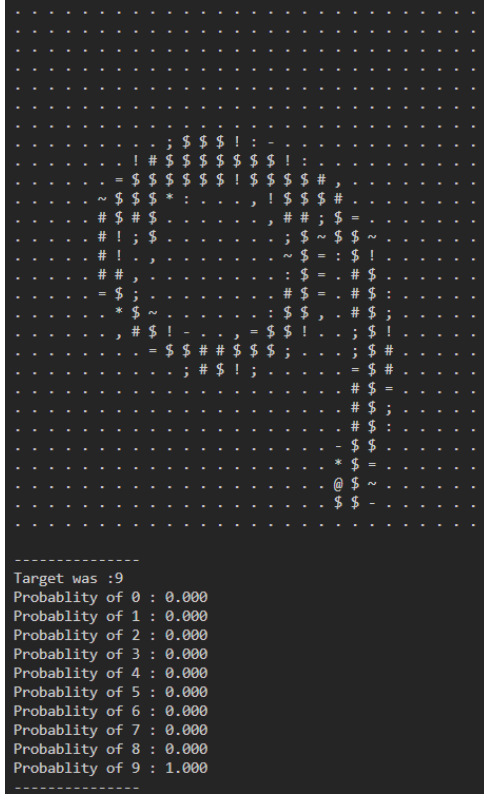 ---------------
Target was :9
Probablity of 0 : 0.000
Probablity of 1 : 0.000
Probablity of 2 : 0.000
Probablity of 3 : 0.000
Probablity of 4 : 0.000
Probablity of 5 : 0.000
Probablity of 6 : 0.000
Probablity of 7 : 0.000
Probablity of 8 : 0.000
Probablity of 9 : 1.000
---------------